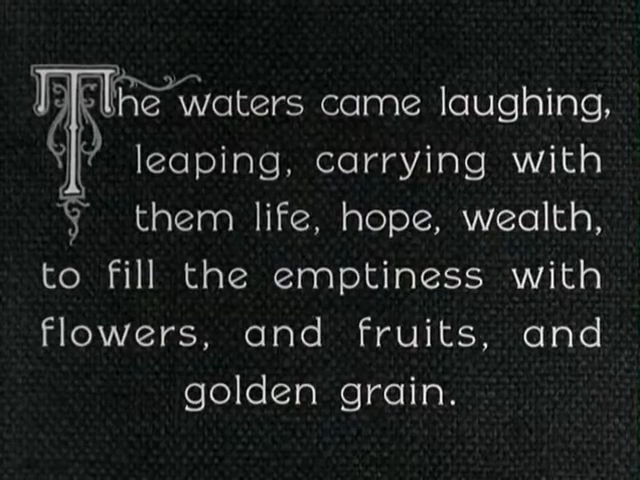 The waters came laughing,
leaping, carrying with
them life, hope, wealth,
to fill the emptiness with
flowers, and fruits, and
golden grain.